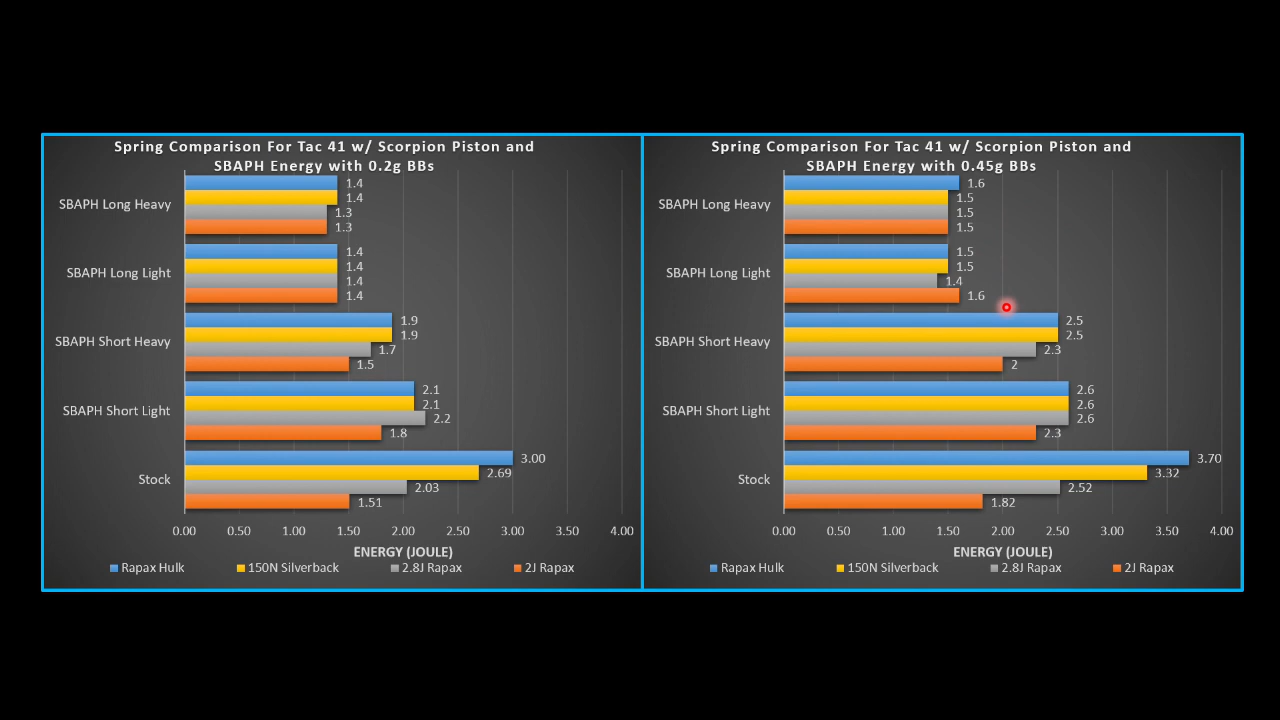 Spring Comparison For Tac 41 w/ Scorpion Piston and
SBAPH Energy with 0.2g BBs
SBAPH Long Heavy
1.4
1.4
1.3
1.3
SBAPH Long Light
1.4
1.4
1.4
1.4
SBAPH Short Heavy
1.9
1.9
1.7
1.5
SBAPH Short Light
2.1
2.1
2.2
1.8
Stock
3.00
2.69
2.03
1.51
0.00 0.50 1.00 1.50 2.00 2.50 3.00 3.50 4.00
ENERGY (JOULE)
Rapax Hulk 150N Silverback 2.8J Rapax 2J Rapax
Spring Comparison For Tac 41 w/ Scorpion Piston and
SBAPH Energy with 0.45g BBs
SBAPH Long Heavy
1.6
1.5
1.5
1.5
SBAPH Long Light
1.5
1.5
1.4
1.6
SBAPH Short Heavy
2.5
2.5
2.3
2
SBAPH Short Light
2.6
2.6
2.6
2.3
Stock
3.70
3.32
2.52
1.82
0.00 0.50 1.00 1.50 2.00 2.50 3.00 3.50 4.00
ENERGY (JOULE)
Rapax Hulk 150N Silverback 2.8J Rapax 2J Rapax